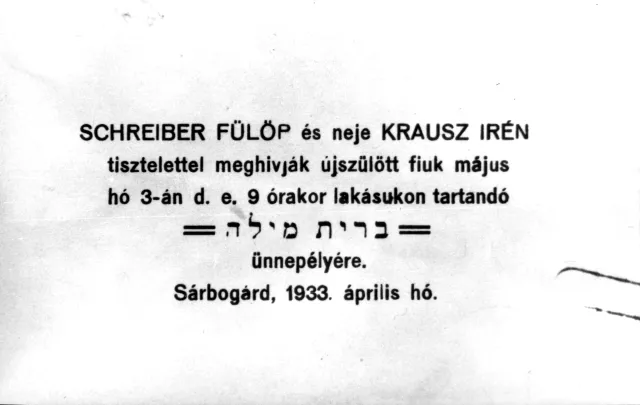 SCHREIBER FÜLÖP és neje KRAUSZ IRÉN
tisztelettel meghivják újszülött fiuk május
hó 3-án d. e. 9 órakor lakásukon tartandó
= ברית מילה =
ünnepélyére.
Sárbogárd, 1933. április hó.